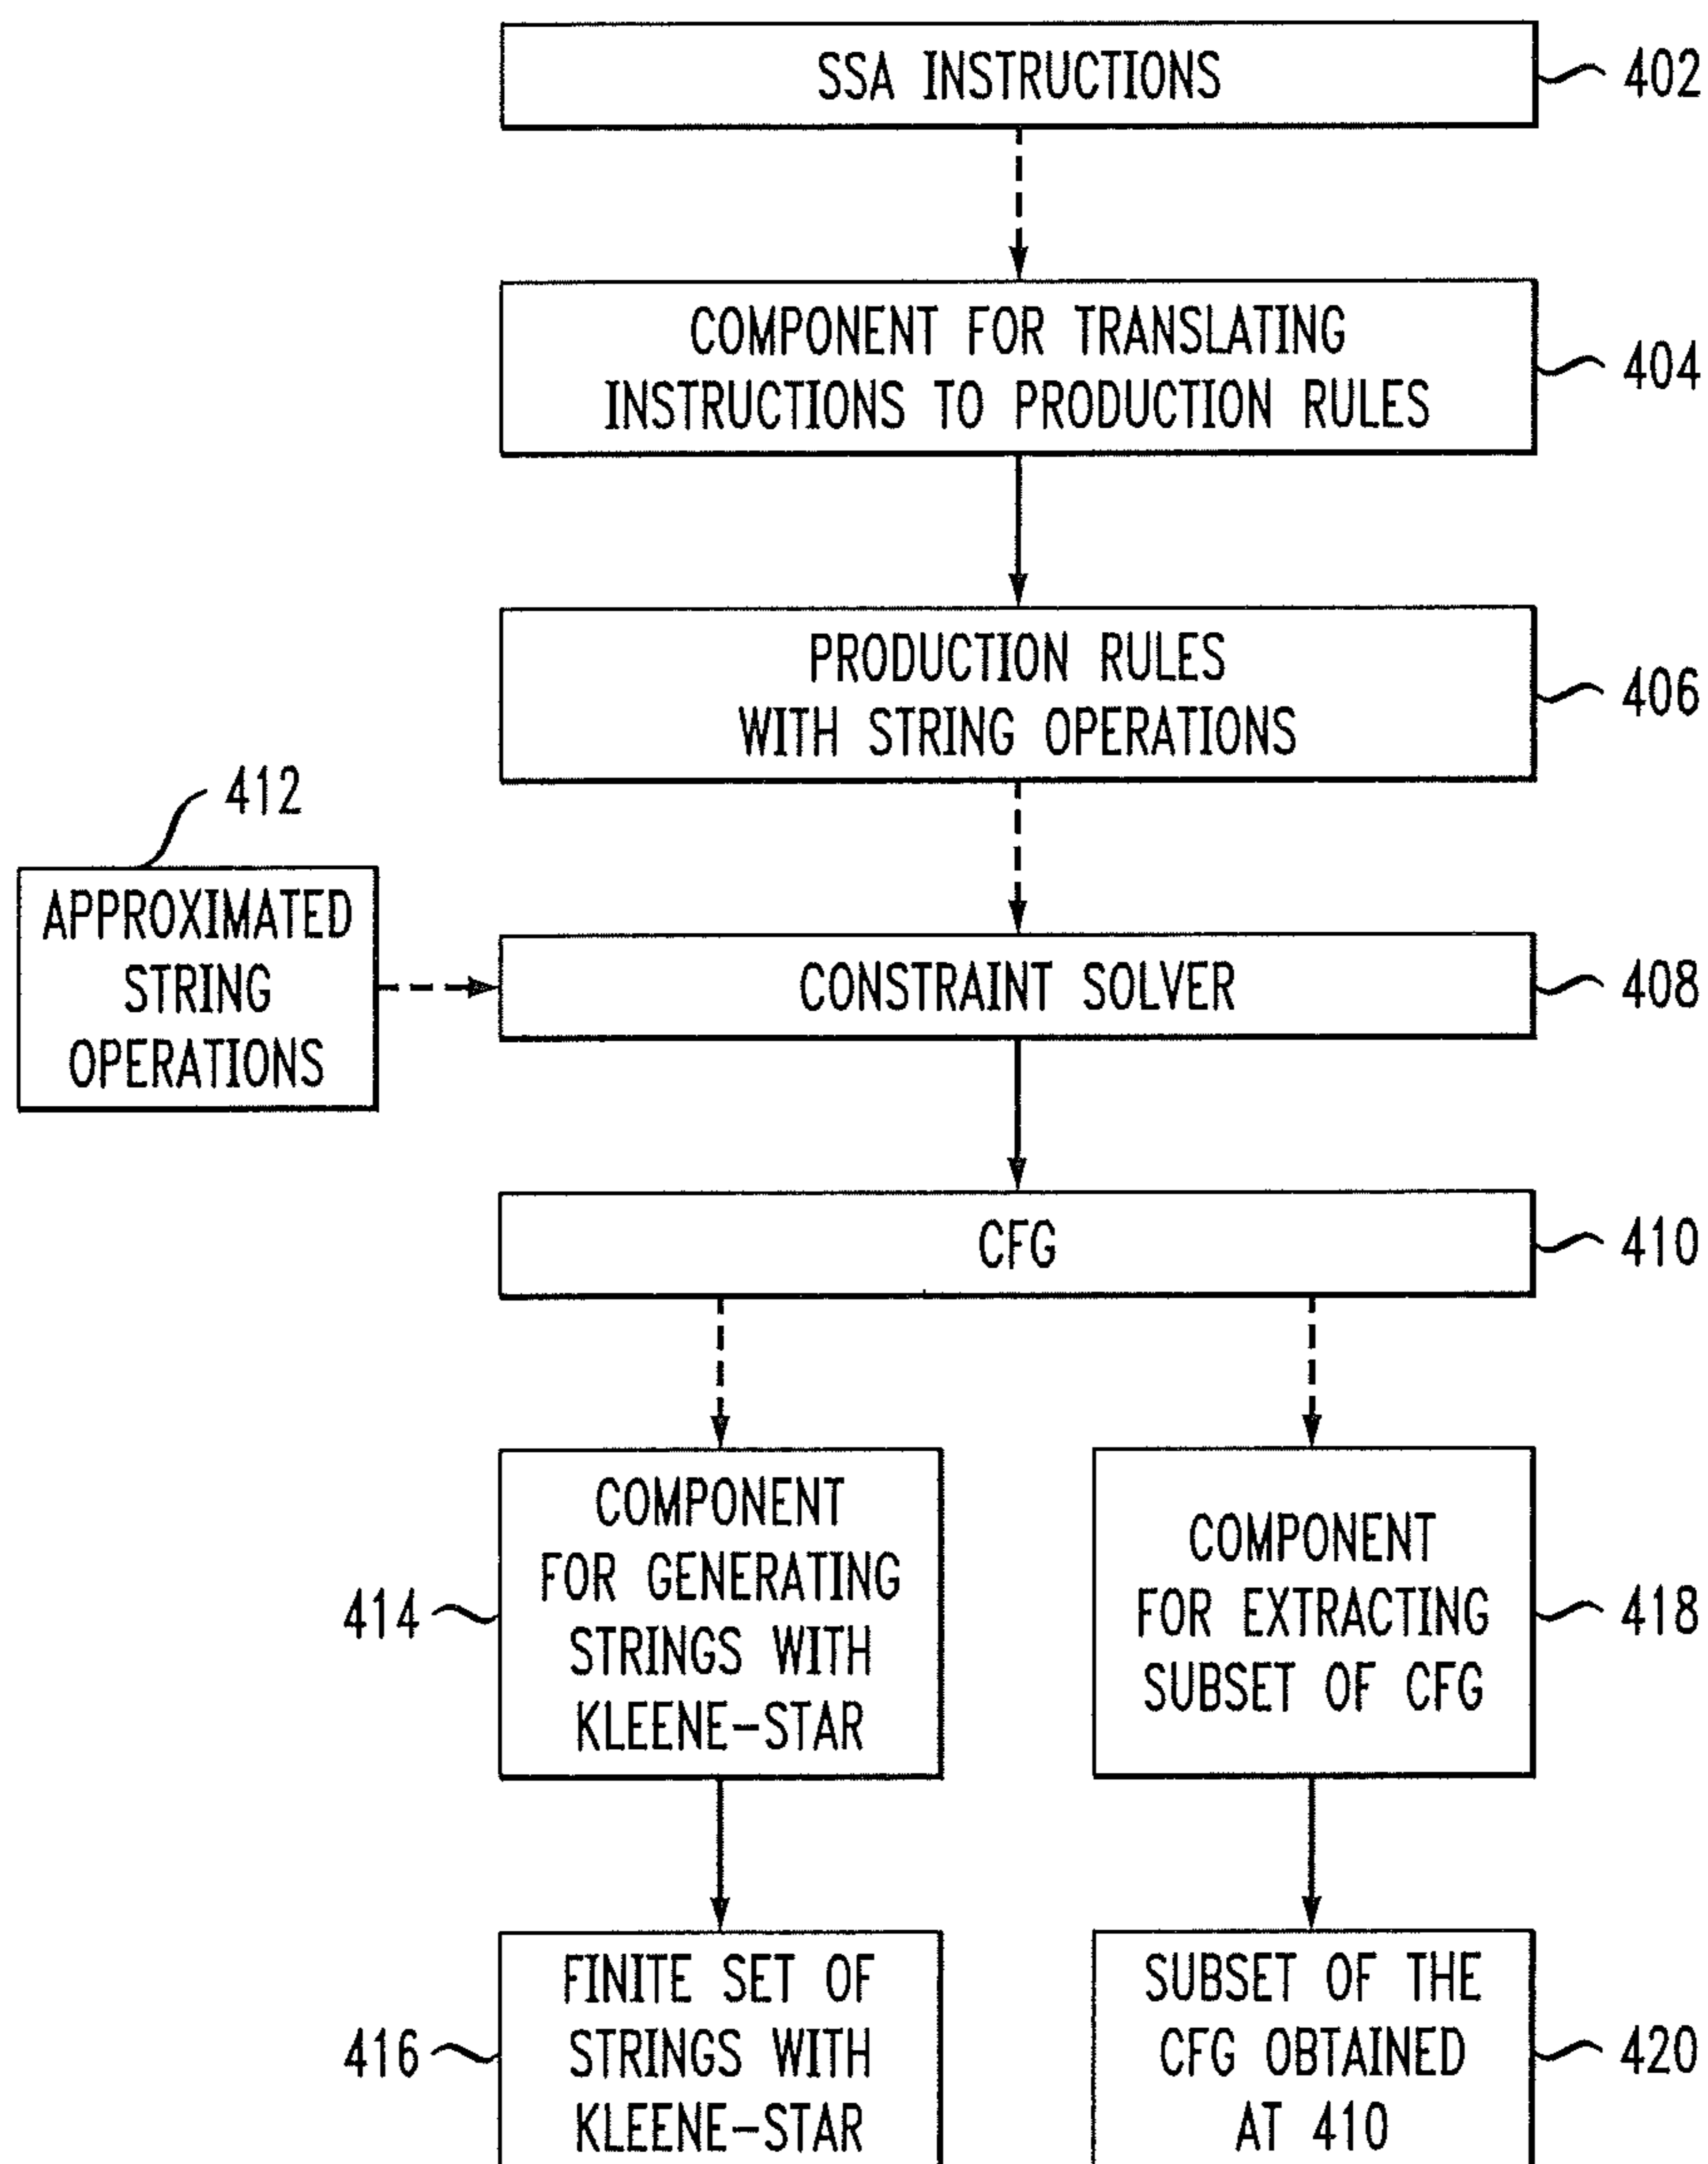 SSA INSTRUCTIONS
402
COMPONENT FOR TRANSLATING
INSTRUCTIONS TO PRODUCTION RULES
404
PRODUCTION RULES
WITH STRING OPERATIONS
406
412
APPROXIMATED
STRING
OPERATIONS
CONSTRAINT SOLVER
408
CFG
410
COMPONENT
FOR GENERATING
STRINGS WITH
KLEENE-STAR
414
COMPONENT
FOR EXTRACTING
SUBSET OF CFG
418
FINITE SET OF
STRINGS WITH
KLEENE-STAR
416
SUBSET OF THE
CFG OBTAINED
AT 410
420